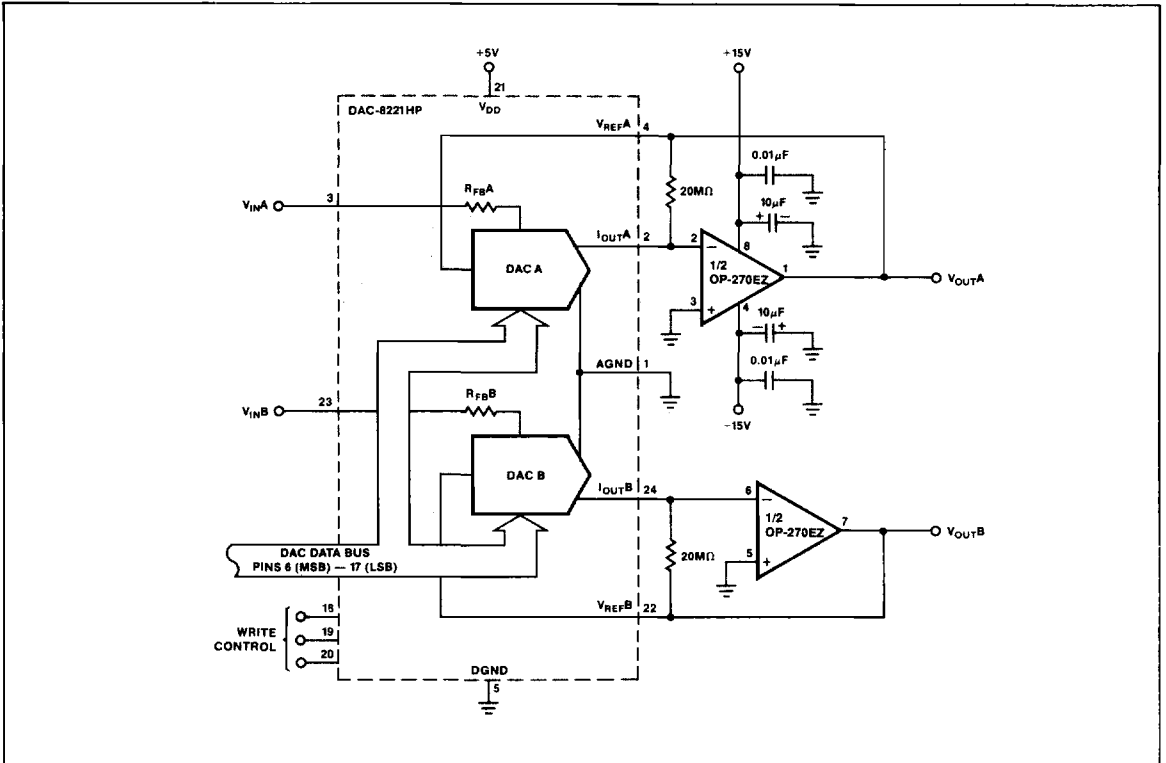 +5V
+15V
21
DAC-8221HP
VDD
VREFA 4
0.01µF
20MΩ
RFBA
VINA 3
10µF
+ −
IOUTA 2
2 −
8
DAC A
1/2
OP-270EZ
1
VOUTA
3 +
4
10µF
− +
AGND 1
0.01µF
RFBB
VINB 23
−15V
DAC B
IOUTB 24
6 −
1/2
OP-270EZ
7
VOUTB
20MΩ
5 +
DAC DATA BUS
PINS 6 (MSB) — 17 (LSB)
VREFB 22
18
WRITE
CONTROL
19
20
DGND
5